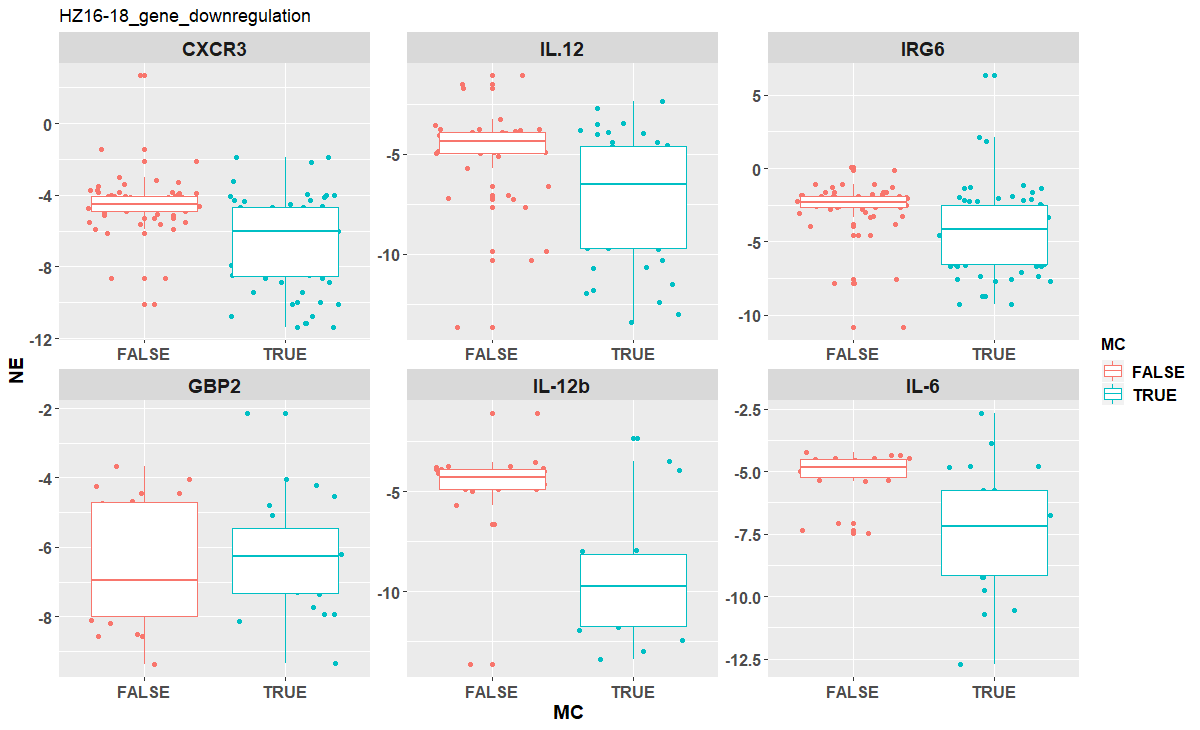 HZ16-18_gene_downregulation
CXCR3
IL.12
IRG6
0
-4
-8
-12
-5
-10
5
0
-5
-10
FALSE TRUE
FALSE TRUE
FALSE TRUE
GBP2
IL-12b
IL-6
-2
-4
-6
-8
-5
-10
-2.5
-5.0
-7.5
-10.0
-12.5
FALSE TRUE
FALSE TRUE
FALSE TRUE
NE
MC
MC
FALSE
TRUE